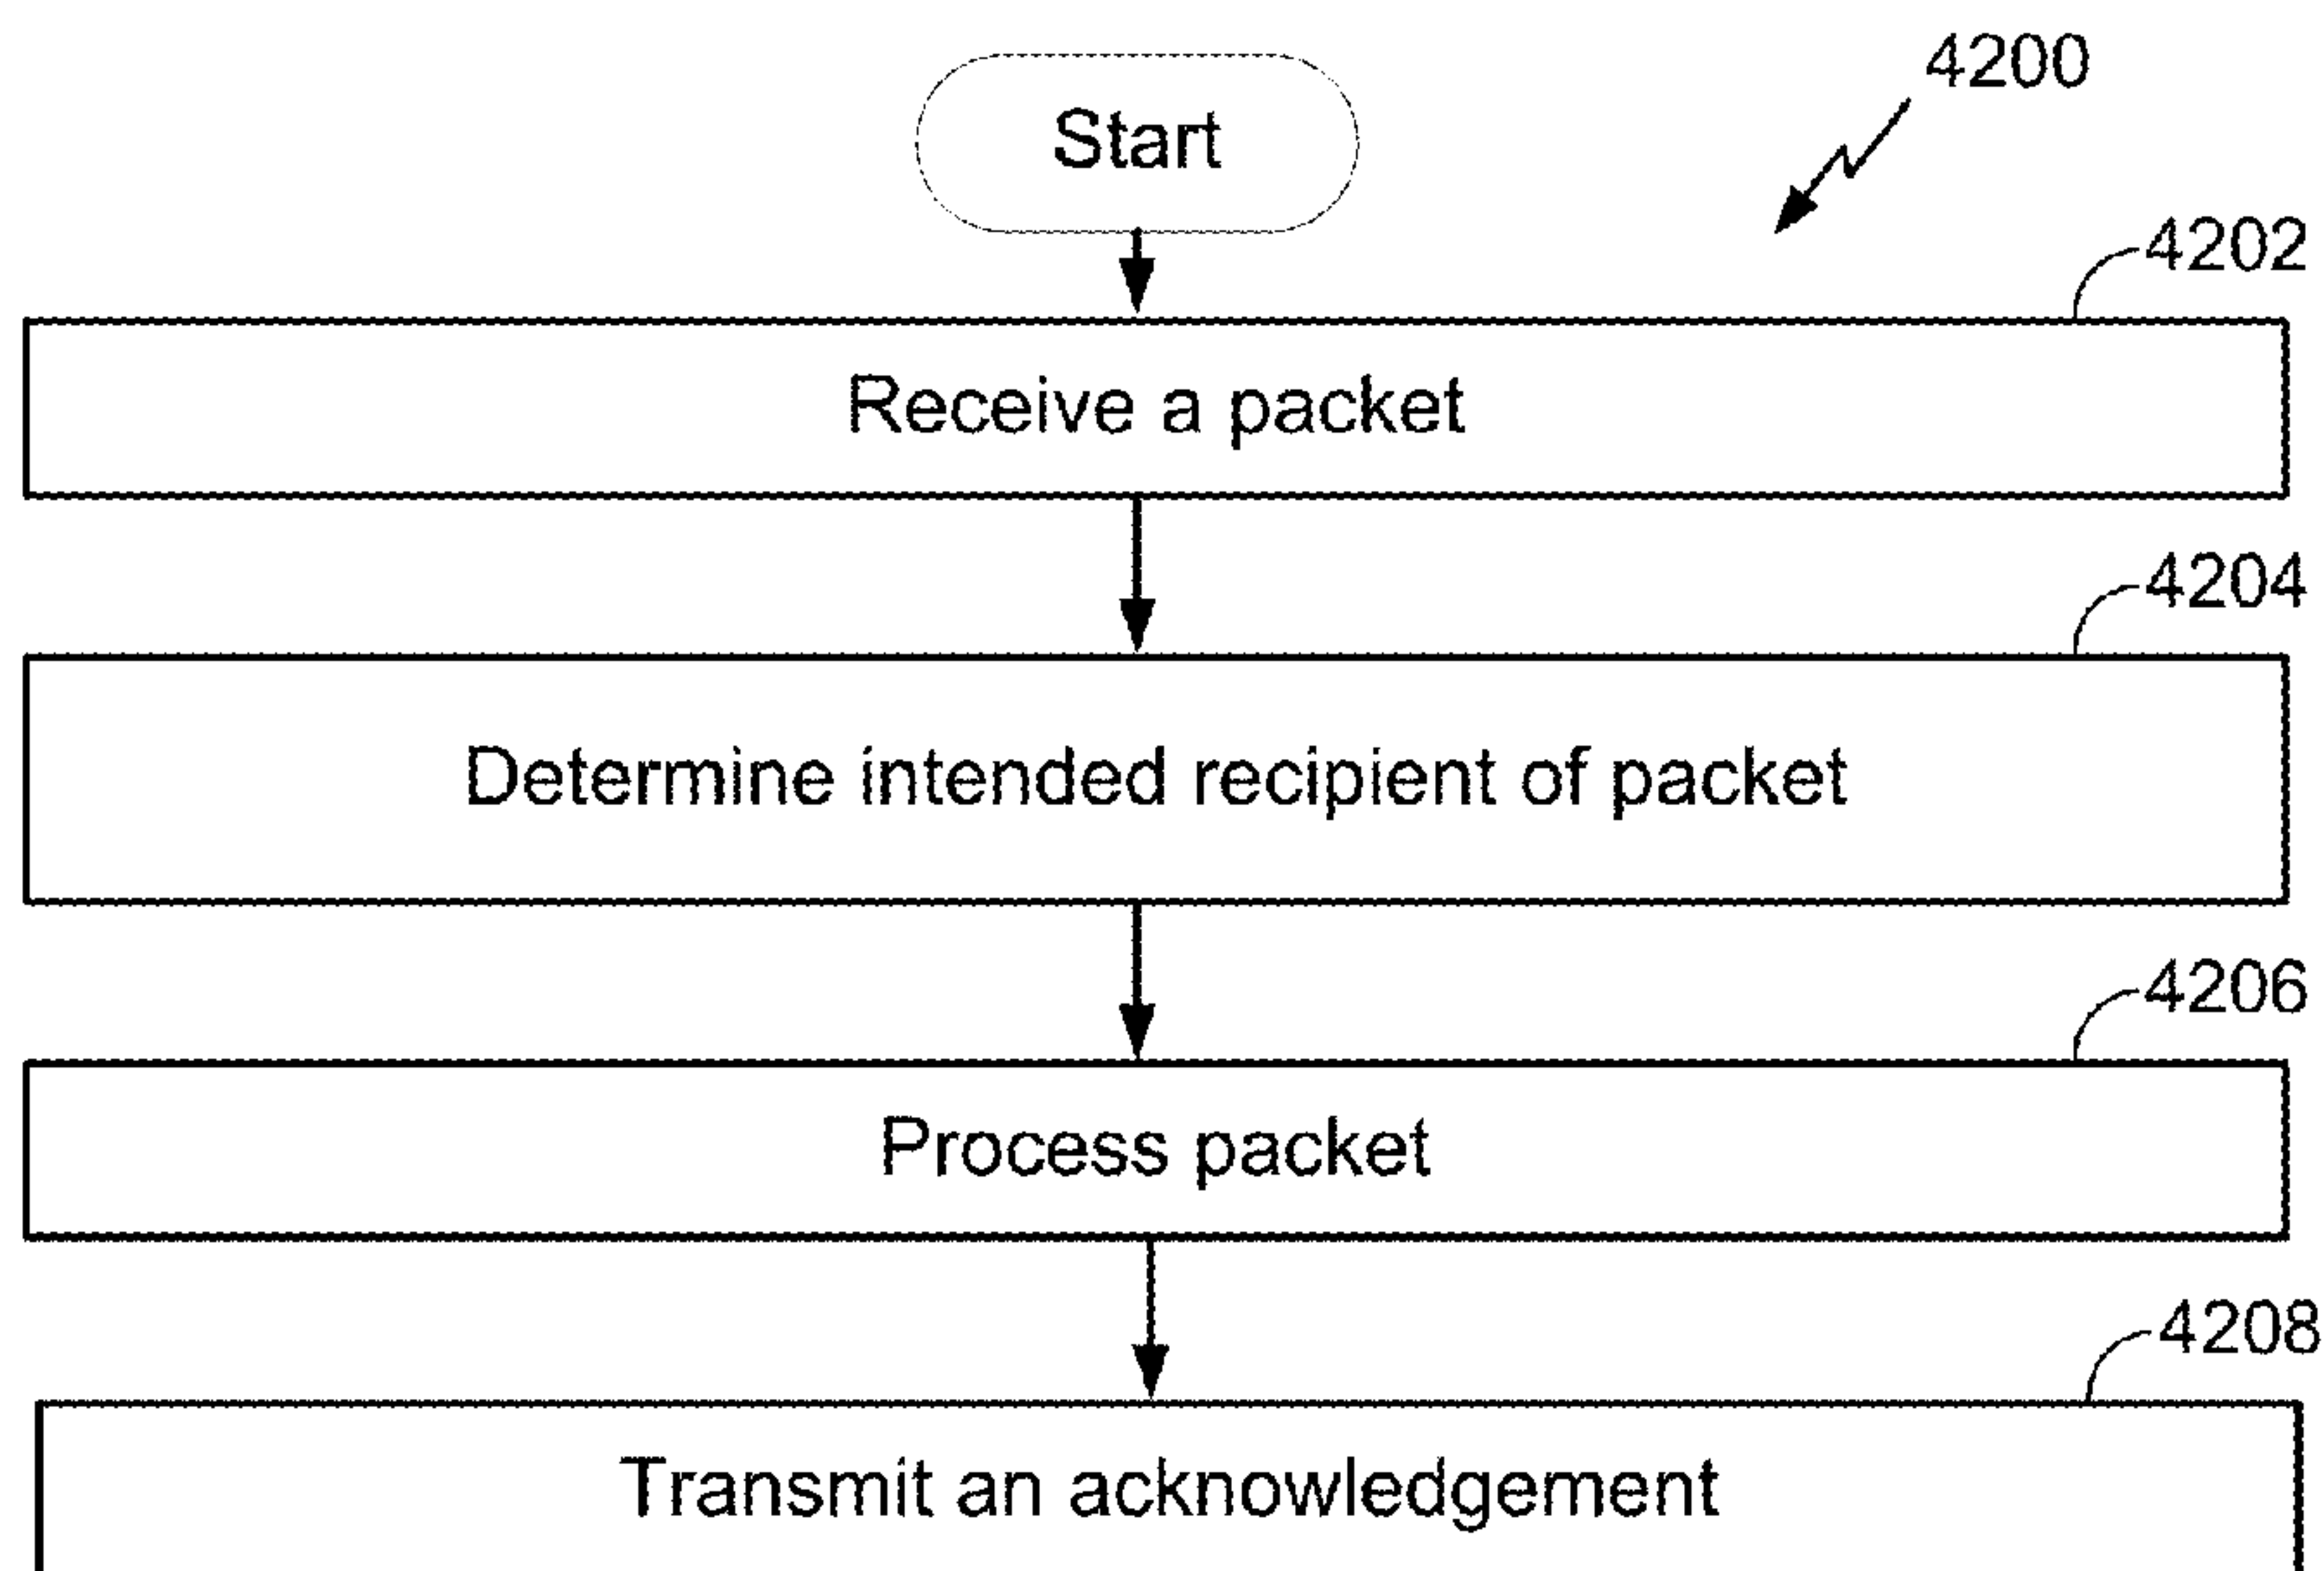 4200
Start
4202
Receive a packet
4204
Determine intended recipient of packet
4206
Process packet
4208
Transmit an acknowledgement